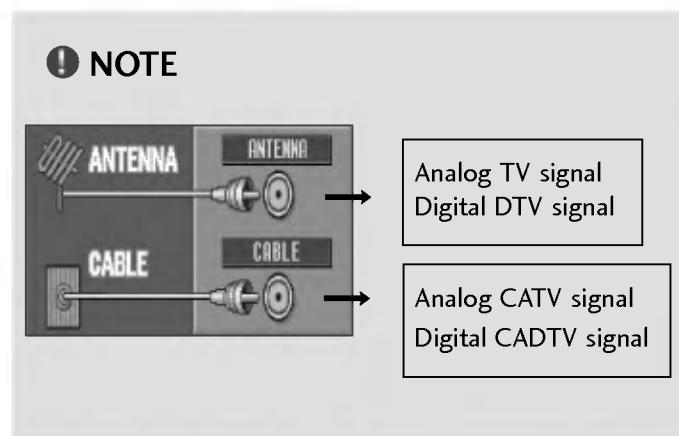 NOTE
ANTENNA
ANTENNA
Analog TV signal
Digital DTV signal
CABLE
CABLE
Analog CATV signal
Digital CADTV signal